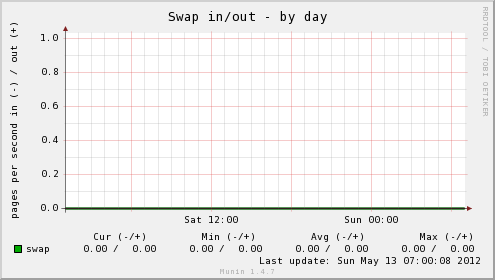 Swap in/out - by day
RRDTOOL / TOBI OETIKER
pages per second in (-) / out (+)
1.0
0.8
0.6
0.4
0.2
0.0
Sat 12:00 Sun 00:00
Cur (-/+) Min (-/+) Avg (-/+) Max (-/+)
swap 0.00 / 0.00 0.00 / 0.00 0.00 / 0.00 0.00 / 0.00
Last update: Sun May 13 07:00:08 2012
Munin 1.4.7